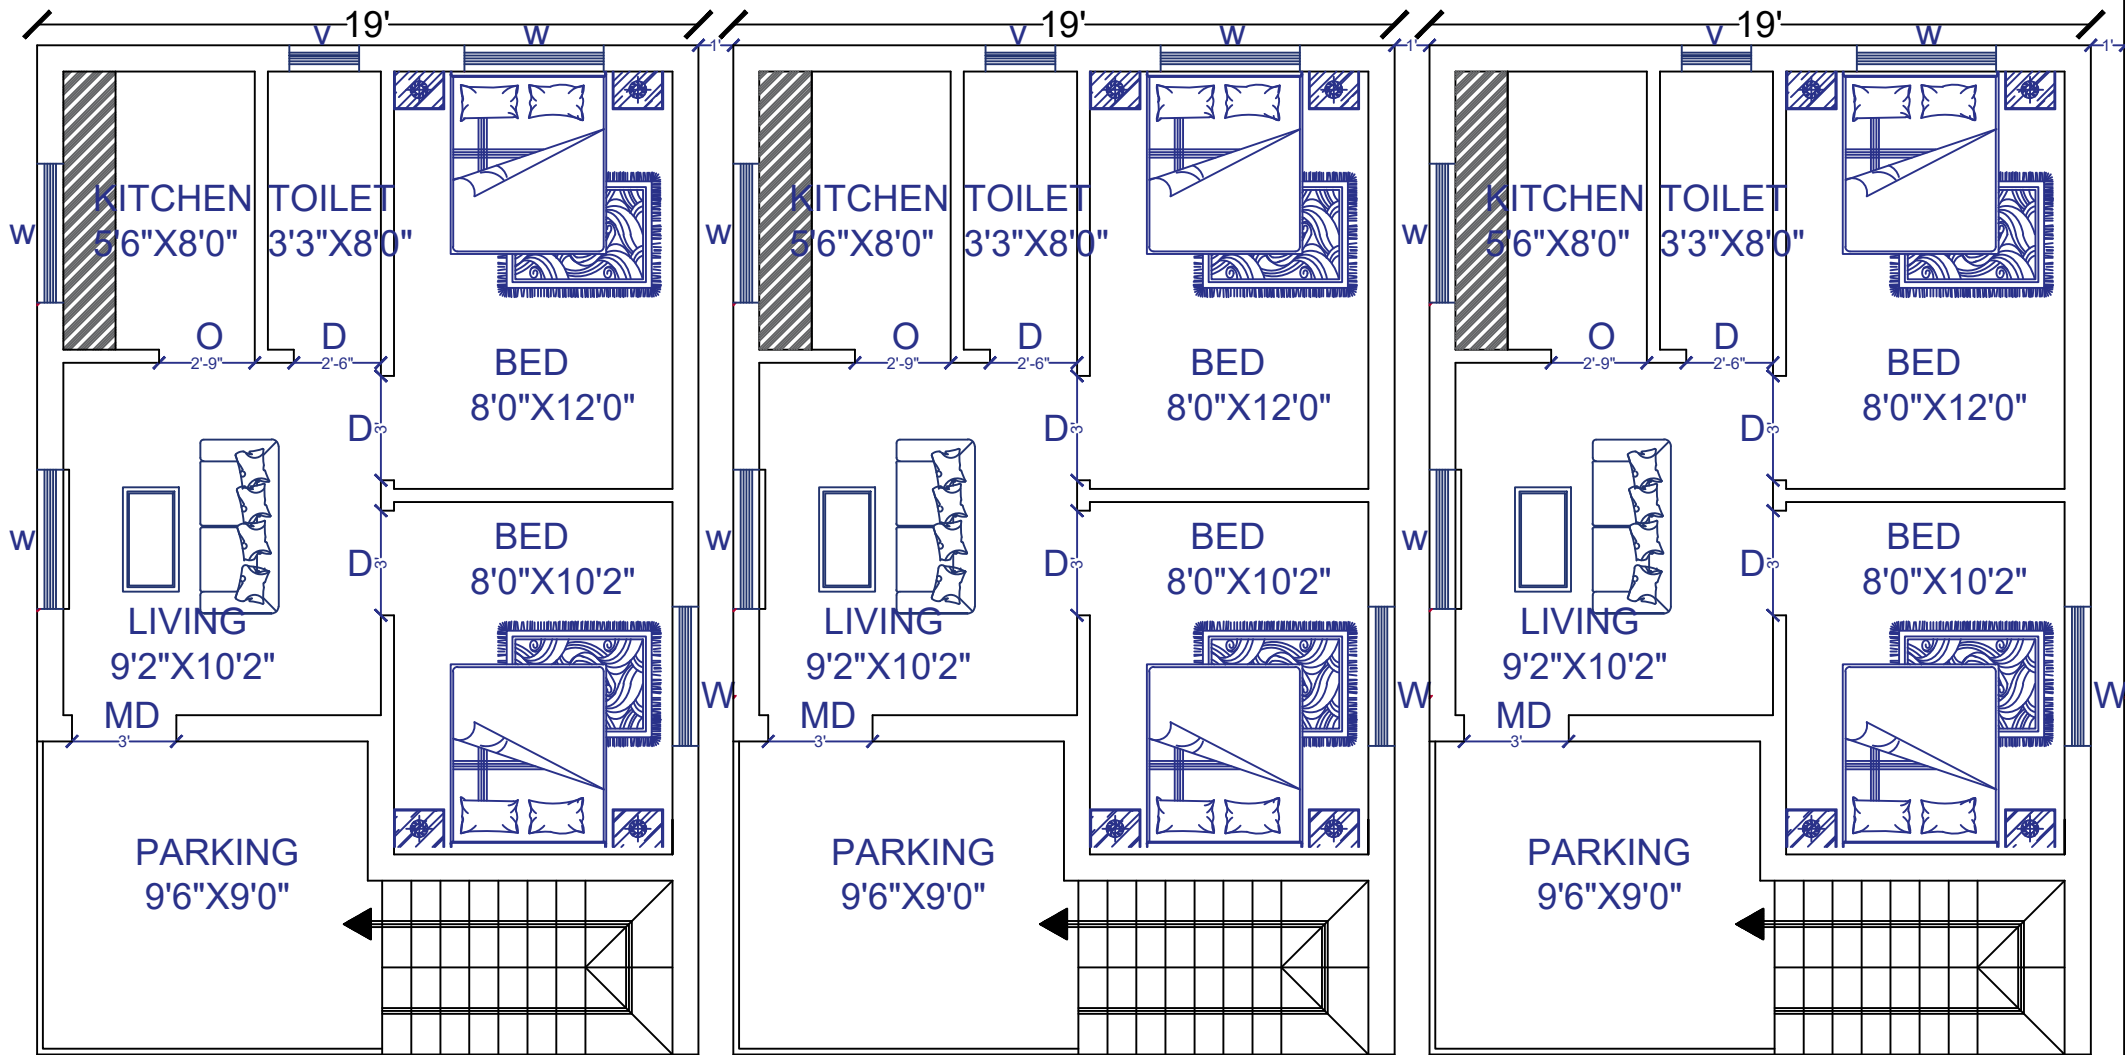 19'
19'
19'
V
W
1'
V
W
1'
V
W
1'
KITCHEN
5'6"X8'0"
TOILET
3'3"X8'0"
KITCHEN
5'6"X8'0"
TOILET
3'3"X8'0"
KITCHEN
5'6"X8'0"
TOILET
3'3"X8'0"
W
W
W
O
2'-9"
D
2'-6"
O
2'-9"
D
2'-6"
O
2'-9"
D
2'-6"
BED
8'0"X12'0"
BED
8'0"X12'0"
BED
8'0"X12'0"
D
3'
D
3'
D
3'
W
W
W
D
3'
D
3'
D
3'
BED
8'0"X10'2"
BED
8'0"X10'2"
BED
8'0"X10'2"
LIVING
9'2"X10'2"
LIVING
9'2"X10'2"
LIVING
9'2"X10'2"
W
W
W
MD
3'
MD
3'
MD
3'
PARKING
9'6"X9'0"
PARKING
9'6"X9'0"
PARKING
9'6"X9'0"